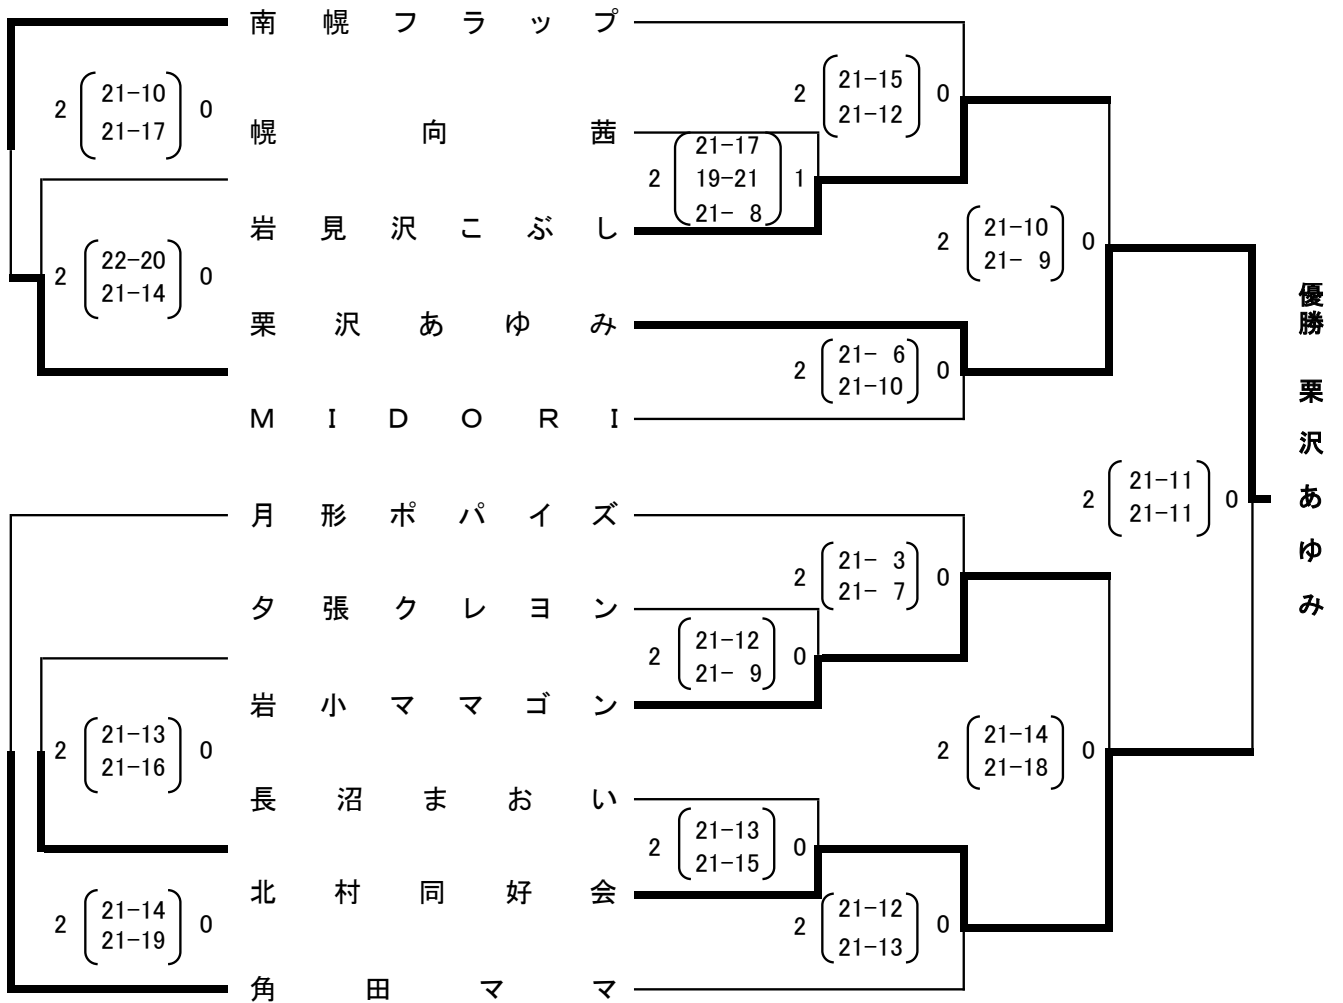 南幌フラップ
2 21-10 0
21-17
2 21-15 0
21-12
幌向茜
21-17
2 19-21 1
21- 8
岩見沢こぶし
2 21-10 0
21- 9
2 22-20 0
21-14
栗沢あゆみ
2 21- 6 0
21-10
MIDORI
優勝 栗沢あゆみ
2 21-11 0
21-11
月形ポパイズ
2 21- 3 0
21- 7
夕張クレヨン
2 21-12 0
21- 9
岩小ママゴン
2 21-13 0
21-16
2 21-14 0
21-18
長沼まおい
2 21-13 0
21-15
北村同好会
2 21-14 0
21-19
2 21-12 0
21-13
角田ママ